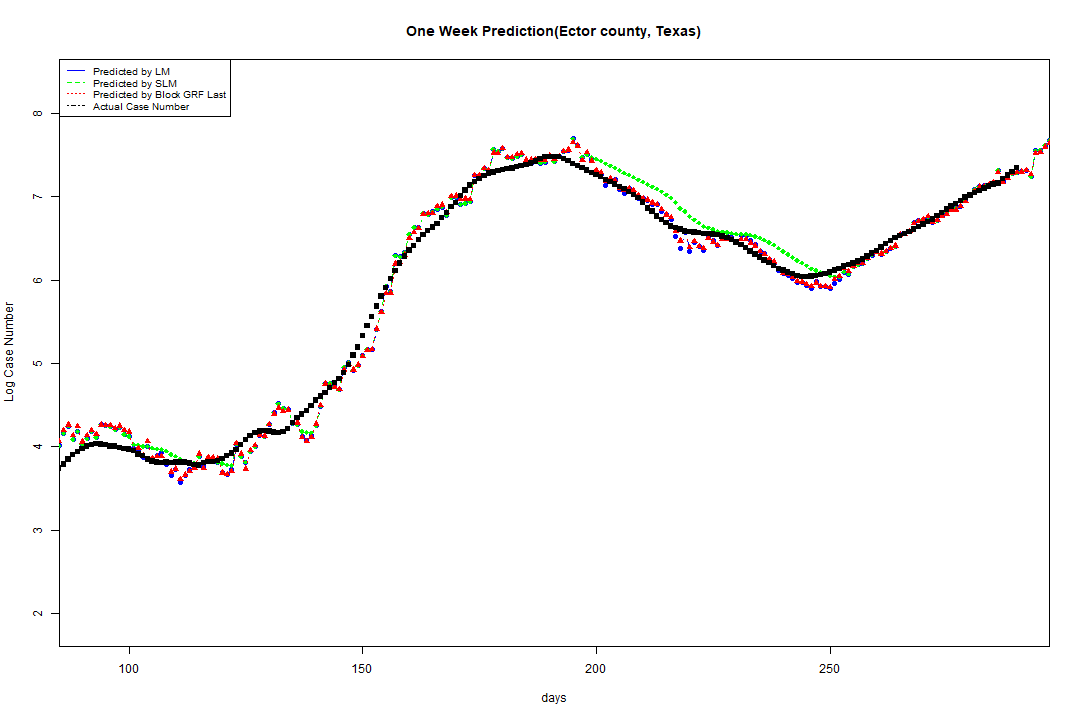 One Week Prediction(Ector county, Texas)
Predicted by LM
Predicted by SLM
Predicted by Block GRF Last
Actual Case Number
8
7
6
5
4
3
2
Log Case Number
100 150 200 250
days